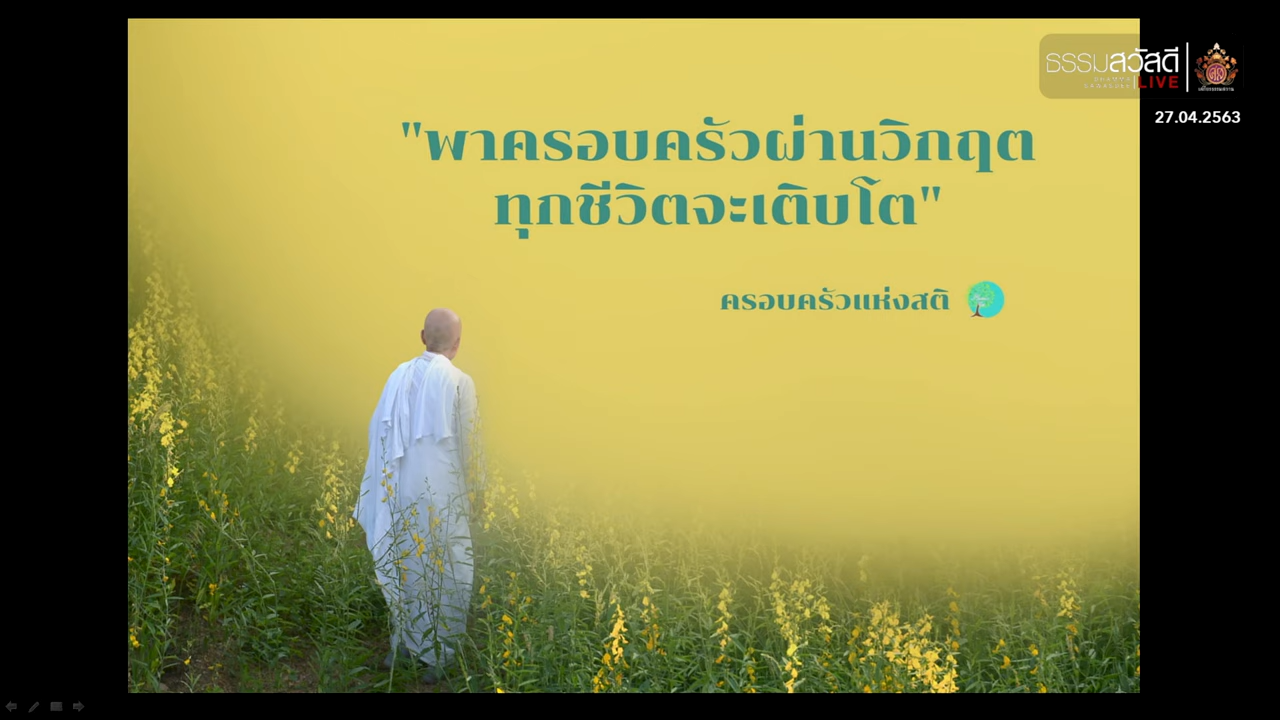 ธรรมสวัสดี
LIVE
27.04.2563
"พาครอบครัวผ่านวิกฤต
ทุกชีวิตจะเติบโต"
ครอบครัวแห่งสติ